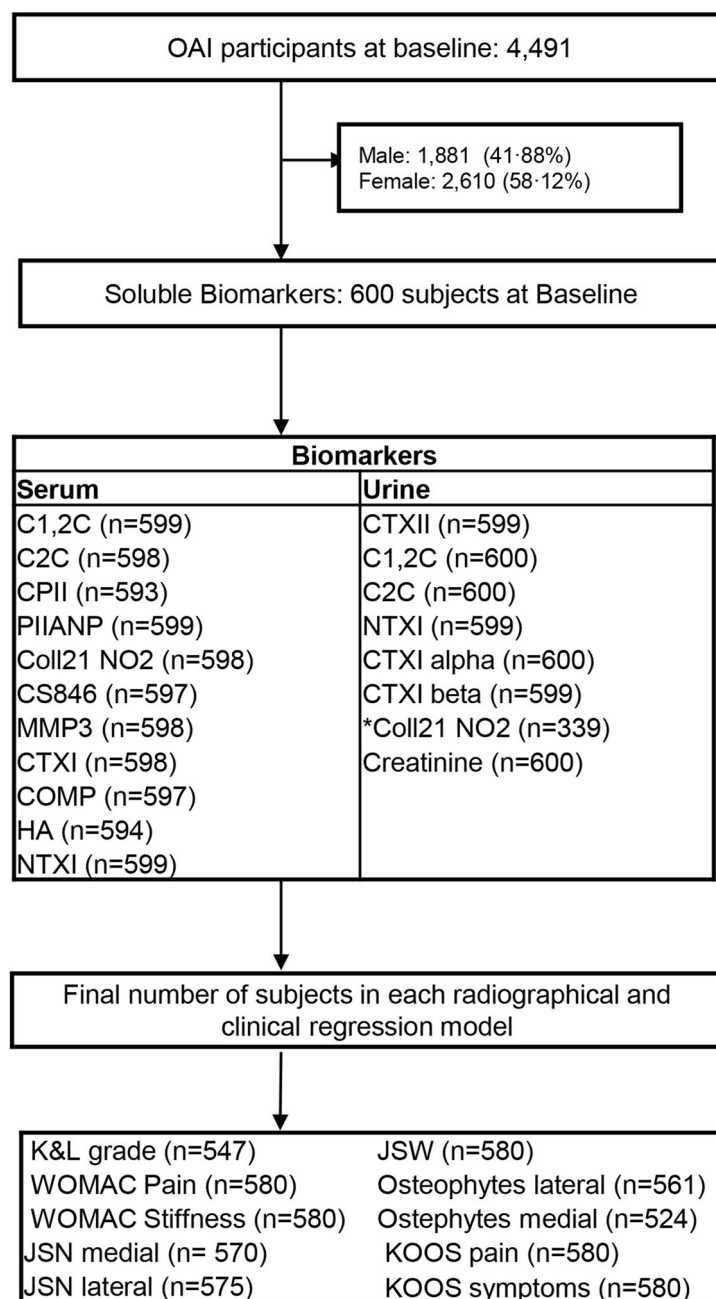 OAI participants at baseline: 4,491
Male: 1,881 (41·88%)
Female: 2,610 (58·12%)
Soluble Biomarkers: 600 subjects at Baseline
Biomarkers
Serum
C1,2C (n=599)
C2C (n=598)
CPII (n=593)
PIIANP (n=599)
Coll21 NO2 (n=598)
CS846 (n=597)
MMP3 (n=598)
CTXI (n=598)
COMP (n=597)
HA (n=594)
NTXI (n=599)
Urine
CTXII (n=599)
C1,2C (n=600)
C2C (n=600)
NTXI (n=599)
CTXI alpha (n=600)
CTXI beta (n=599)
*Coll21 NO2 (n=339)
Creatinine (n=600)
Final number of subjects in each radiographical and
clinical regression model
K&L grade (n=547)
WOMAC Pain (n=580)
WOMAC Stiffness (n=580)
JSN medial (n= 570)
JSN lateral (n=575)
JSW (n=580)
Osteophytes lateral (n=561)
Ostephytes medial (n=524)
KOOS pain (n=580)
KOOS symptoms (n=580)